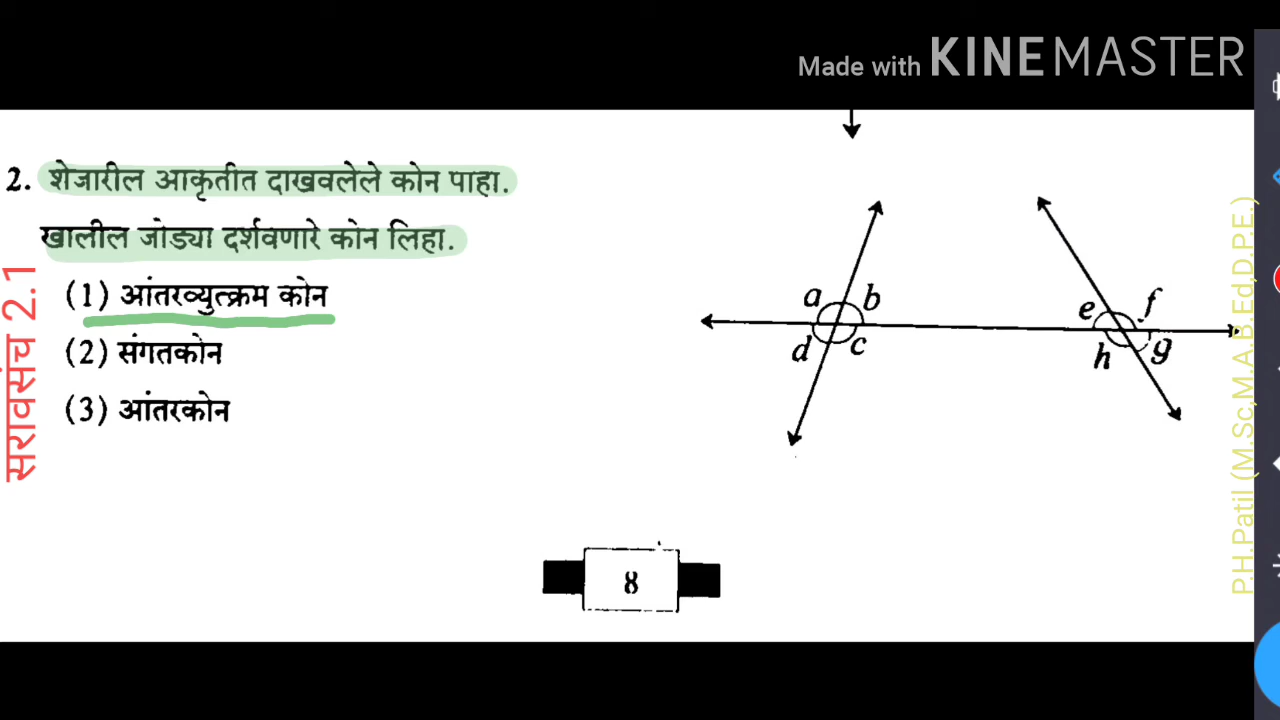 Made with KINEMASTER
2. शेजारील आकृतीत दाखवलेले कोन पाहा.
खालील जोड्या दर्शवणारे कोन लिहा.
(1) आंतरव्युत्क्रम कोन
(2) संगतकोन
(3) आंतरकोन
सरावसंच 2.1
a b
d c
e f
h g
8
P.H.Patil (M.Sc,M.A,B.Ed,D.P.E.)